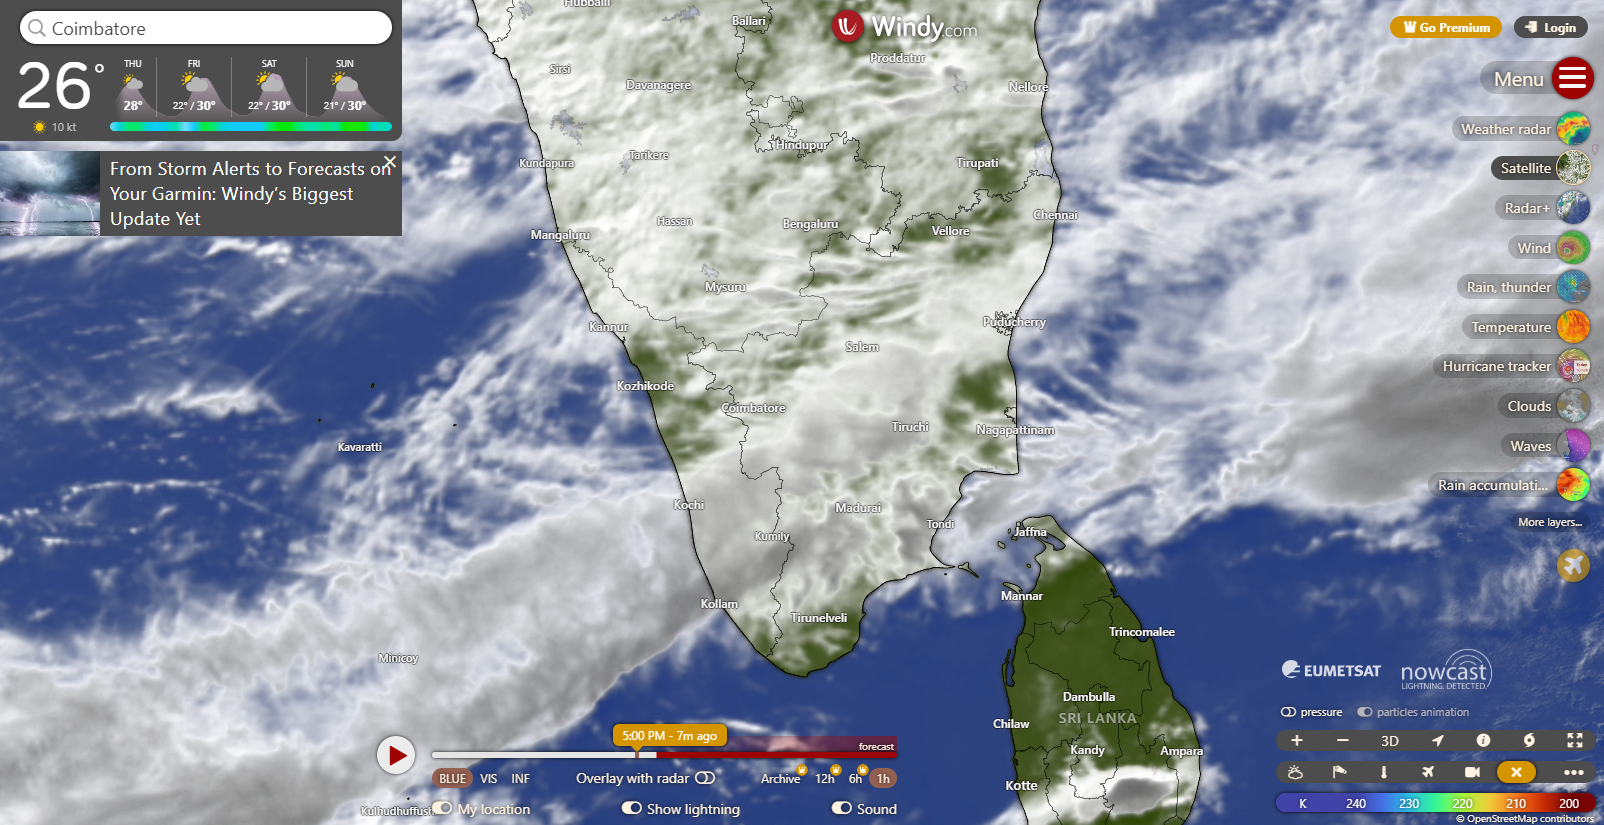 Coimbatore
26°
10 kt
THU
28°
FRI
22° / 30°
SAT
22° / 30°
SUN
21° / 30°
From Storm Alerts to Forecasts on
Your Garmin: Windy’s Biggest
Update Yet
Windy.com
Go Premium
Login
Menu
Weather radar
Satellite
Radar+
Wind
Rain, thunder
Temperature
Hurricane tracker
Clouds
Waves
Rain accumulati...
More layers...
Hubballi
Ballari
Proddatur
Sirsi
Davanagere
Nellore
Hindupur
Kundapura
Tarikere
Tirupati
Hassan
Bengaluru
Chennai
Mangaluru
Vellore
Mysuru
Kannur
Puducherry
Salem
Kozhikode
Coimbatore
Tiruchi
Nagapattinam
Kavaratti
Kochi
Madurai
Tondi
Kumily
Jaffna
Mannar
Kollam
Tirunelveli
Trincomalee
Minicoy
Dambulla
SRI LANKA
Chilaw
Kandy
Ampara
Kotte
Kulhudhuffush
5:00 PM - 7m ago
forecast
BLUE VIS INF
Overlay with radar
Archive 12h 6h 1h
My location
Show lightning
Sound
EUMETSAT
nowcast
LIGHTNING. DETECTED.
pressure
particles animation
3D
K 240 230 220 210 200
© OpenStreetMap contributors